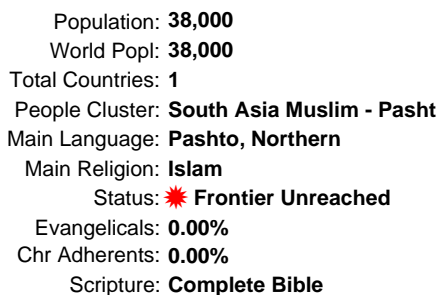 Population: 38,000
World Popl: 38,000
Total Countries: 1
People Cluster: South Asia Muslim - Pasht
Main Language: Pashto, Northern
Main Religion: Islam
Status: Frontier Unreached
Evangelicals: 0.00%
Chr Adherents: 0.00%
Scripture: Complete Bible